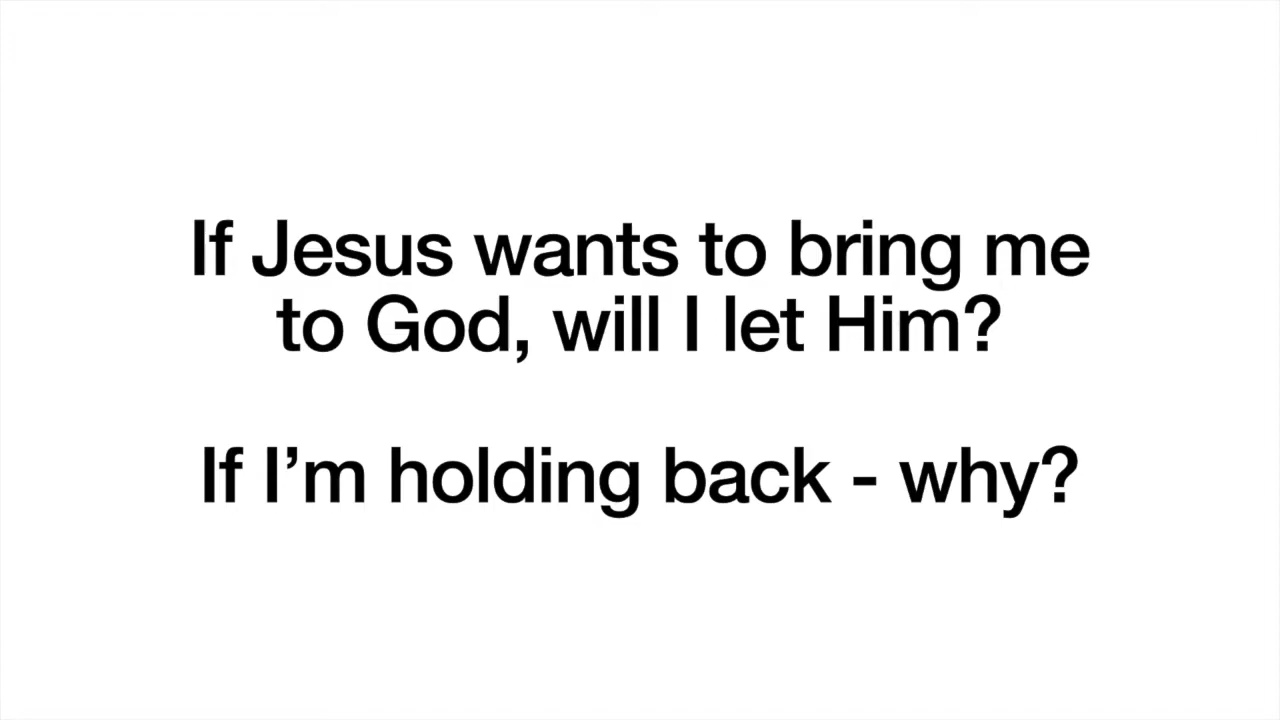 If Jesus wants to bring me
to God, will I let Him?
If I’m holding back - why?